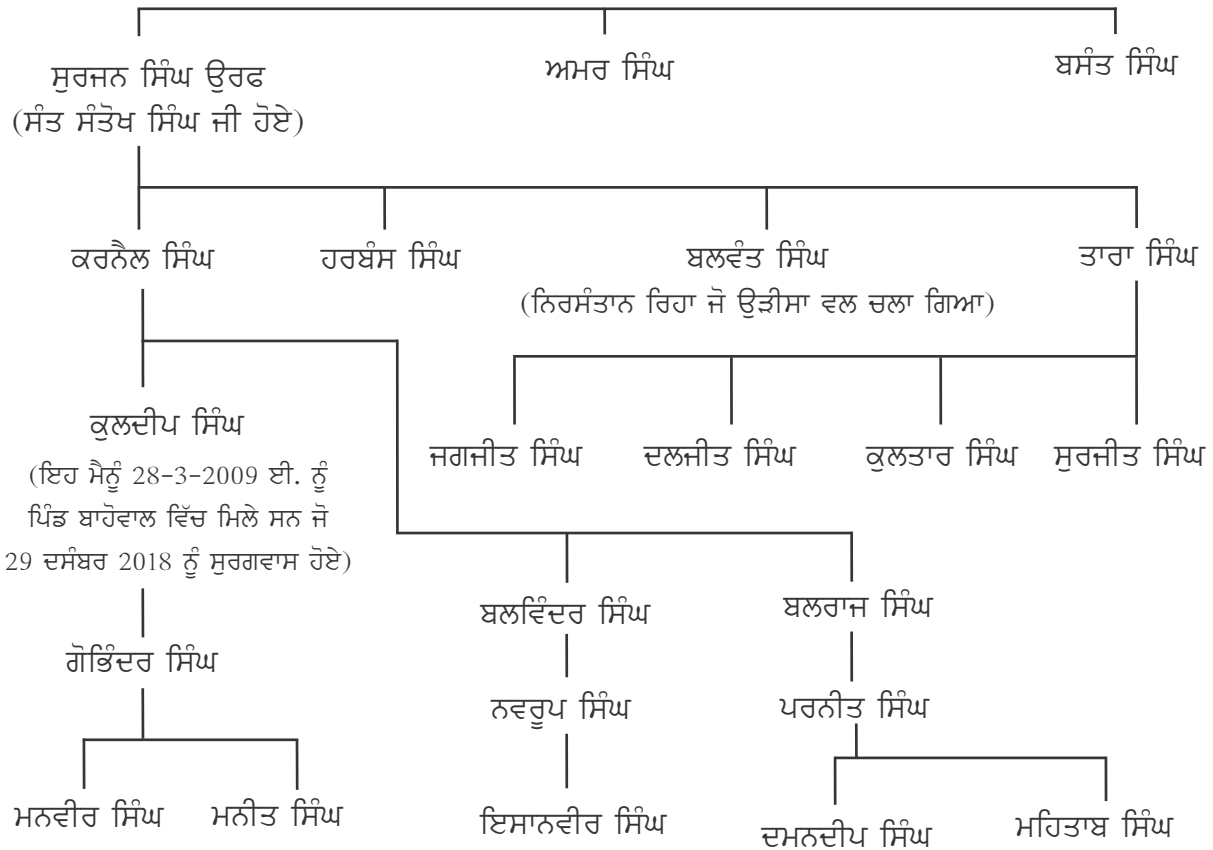 ਸੁਰਜਨ ਸਿੰਘ ਉਰਫ
(ਸੰਤ ਸੰਤੋਖ ਸਿੰਘ ਜੀ ਹੋਏ)
ਅਮਰ ਸਿੰਘ
ਬਸੰਤ ਸਿੰਘ
ਕਰਨੈਲ ਸਿੰਘ
ਹਰਬੰਸ ਸਿੰਘ
ਬਲਵੰਤ ਸਿੰਘ
(ਨਿਰਸੰਤਾਨ ਰਿਹਾ ਜੋ ਉੜੀਸਾ ਵਲ ਚਲਾ ਗਿਆ)
ਤਾਰਾ ਸਿੰਘ
ਕੁਲਦੀਪ ਸਿੰਘ
(ਇਹ ਮੈਨੂੰ 28-3-2009 ਈ. ਨੂੰ
ਪਿੰਡ ਬਾਹੋਵਾਲ ਵਿੱਚ ਮਿਲੇ ਸਨ ਜੋ
29 ਦਸੰਬਰ 2018 ਨੂੰ ਸੁਰਗਵਾਸ ਹੋਏ)
ਜਗਜੀਤ ਸਿੰਘ
ਦਲਜੀਤ ਸਿੰਘ
ਕੁਲਤਾਰ ਸਿੰਘ
ਸੁਰਜੀਤ ਸਿੰਘ
ਬਲਵਿੰਦਰ ਸਿੰਘ
ਬਲਰਾਜ ਸਿੰਘ
ਗੋਭਿੰਦਰ ਸਿੰਘ
ਨਵਰੂਪ ਸਿੰਘ
ਪਰਨੀਤ ਸਿੰਘ
ਮਨਵੀਰ ਸਿੰਘ
ਮਨੀਤ ਸਿੰਘ
ਇਸਾਨਵੀਰ ਸਿੰਘ
ਦਮਨਦੀਪ ਸਿੰਘ
ਮਹਿਤਾਬ ਸਿੰਘ